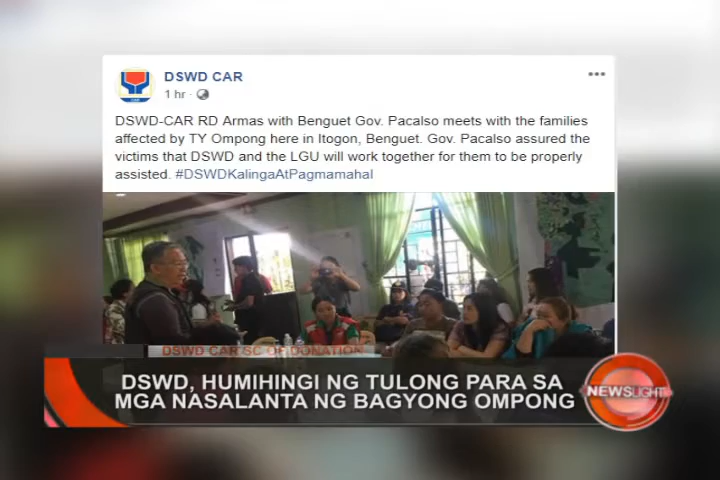 DSWD CAR
1 hr ·
DSWD-CAR RD Armas with Benguet Gov. Pacalso meets with the families
affected by TY Ompong here in Itogon, Benguet. Gov. Pacalso assured the
victims that DSWD and the LGU will work together for them to be properly
assisted. #DSWDKalingaAtPagmamahal
DSWD CAR SC OF DONATION
DSWD, HUMIHINGI NG TULONG PARA SA
MGA NASALANTA NG BAGYONG OMPONG
NEWSLIGHT